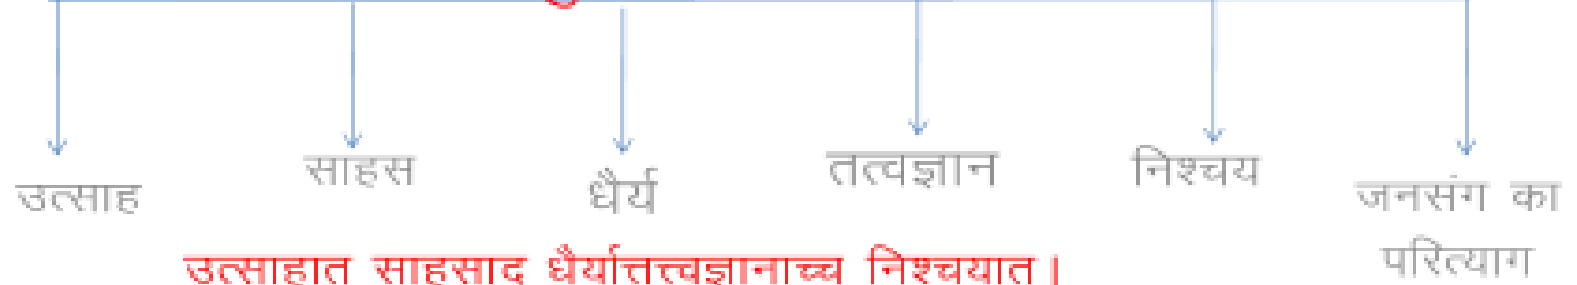 उत्साह साहस धैर्य तत्वज्ञान निश्चय जनसंग का
परित्याग
उत्साहात साहसाद धैर्यात्तत्त्वज्ञानाच्च निश्चयात।